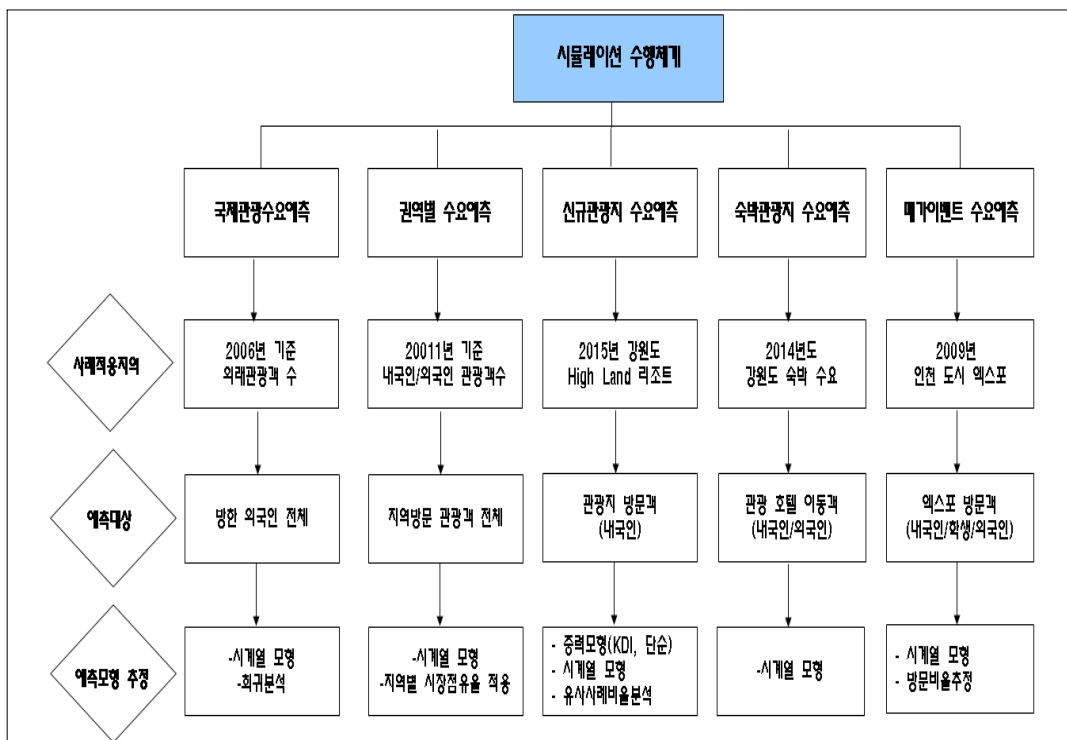 시뮬레이션 수행체계
국제관광수요예측
권역별 수요예측
신규관광지 수요예측
숙박관광지 수요예측
메가이벤트 수요예측
사례적용지역
2006년 기준
외래관광객 수
20011년 기준
내국인/외국인 관광객수
2015년 강원도
High Land 리조트
2014년도
강원도 숙박 수요
2009년
인천 도시 엑스포
예측대상
방한 외국인 전체
지역방문 관광객 전체
관광지 방문객
(내국인)
관광 호텔 이동객
(내국인/외국인)
엑스포 방문객
(내국인/학생/외국인)
예측모형 추정
-시계열 모형
-회귀분석
-시계열 모형
-지역별 시장점유율 적용
- 중력모형(KDI, 단순)
- 시계열 모형
- 유사사례비율분석
-시계열 모형
- 시계열 모형
- 방문비율추정